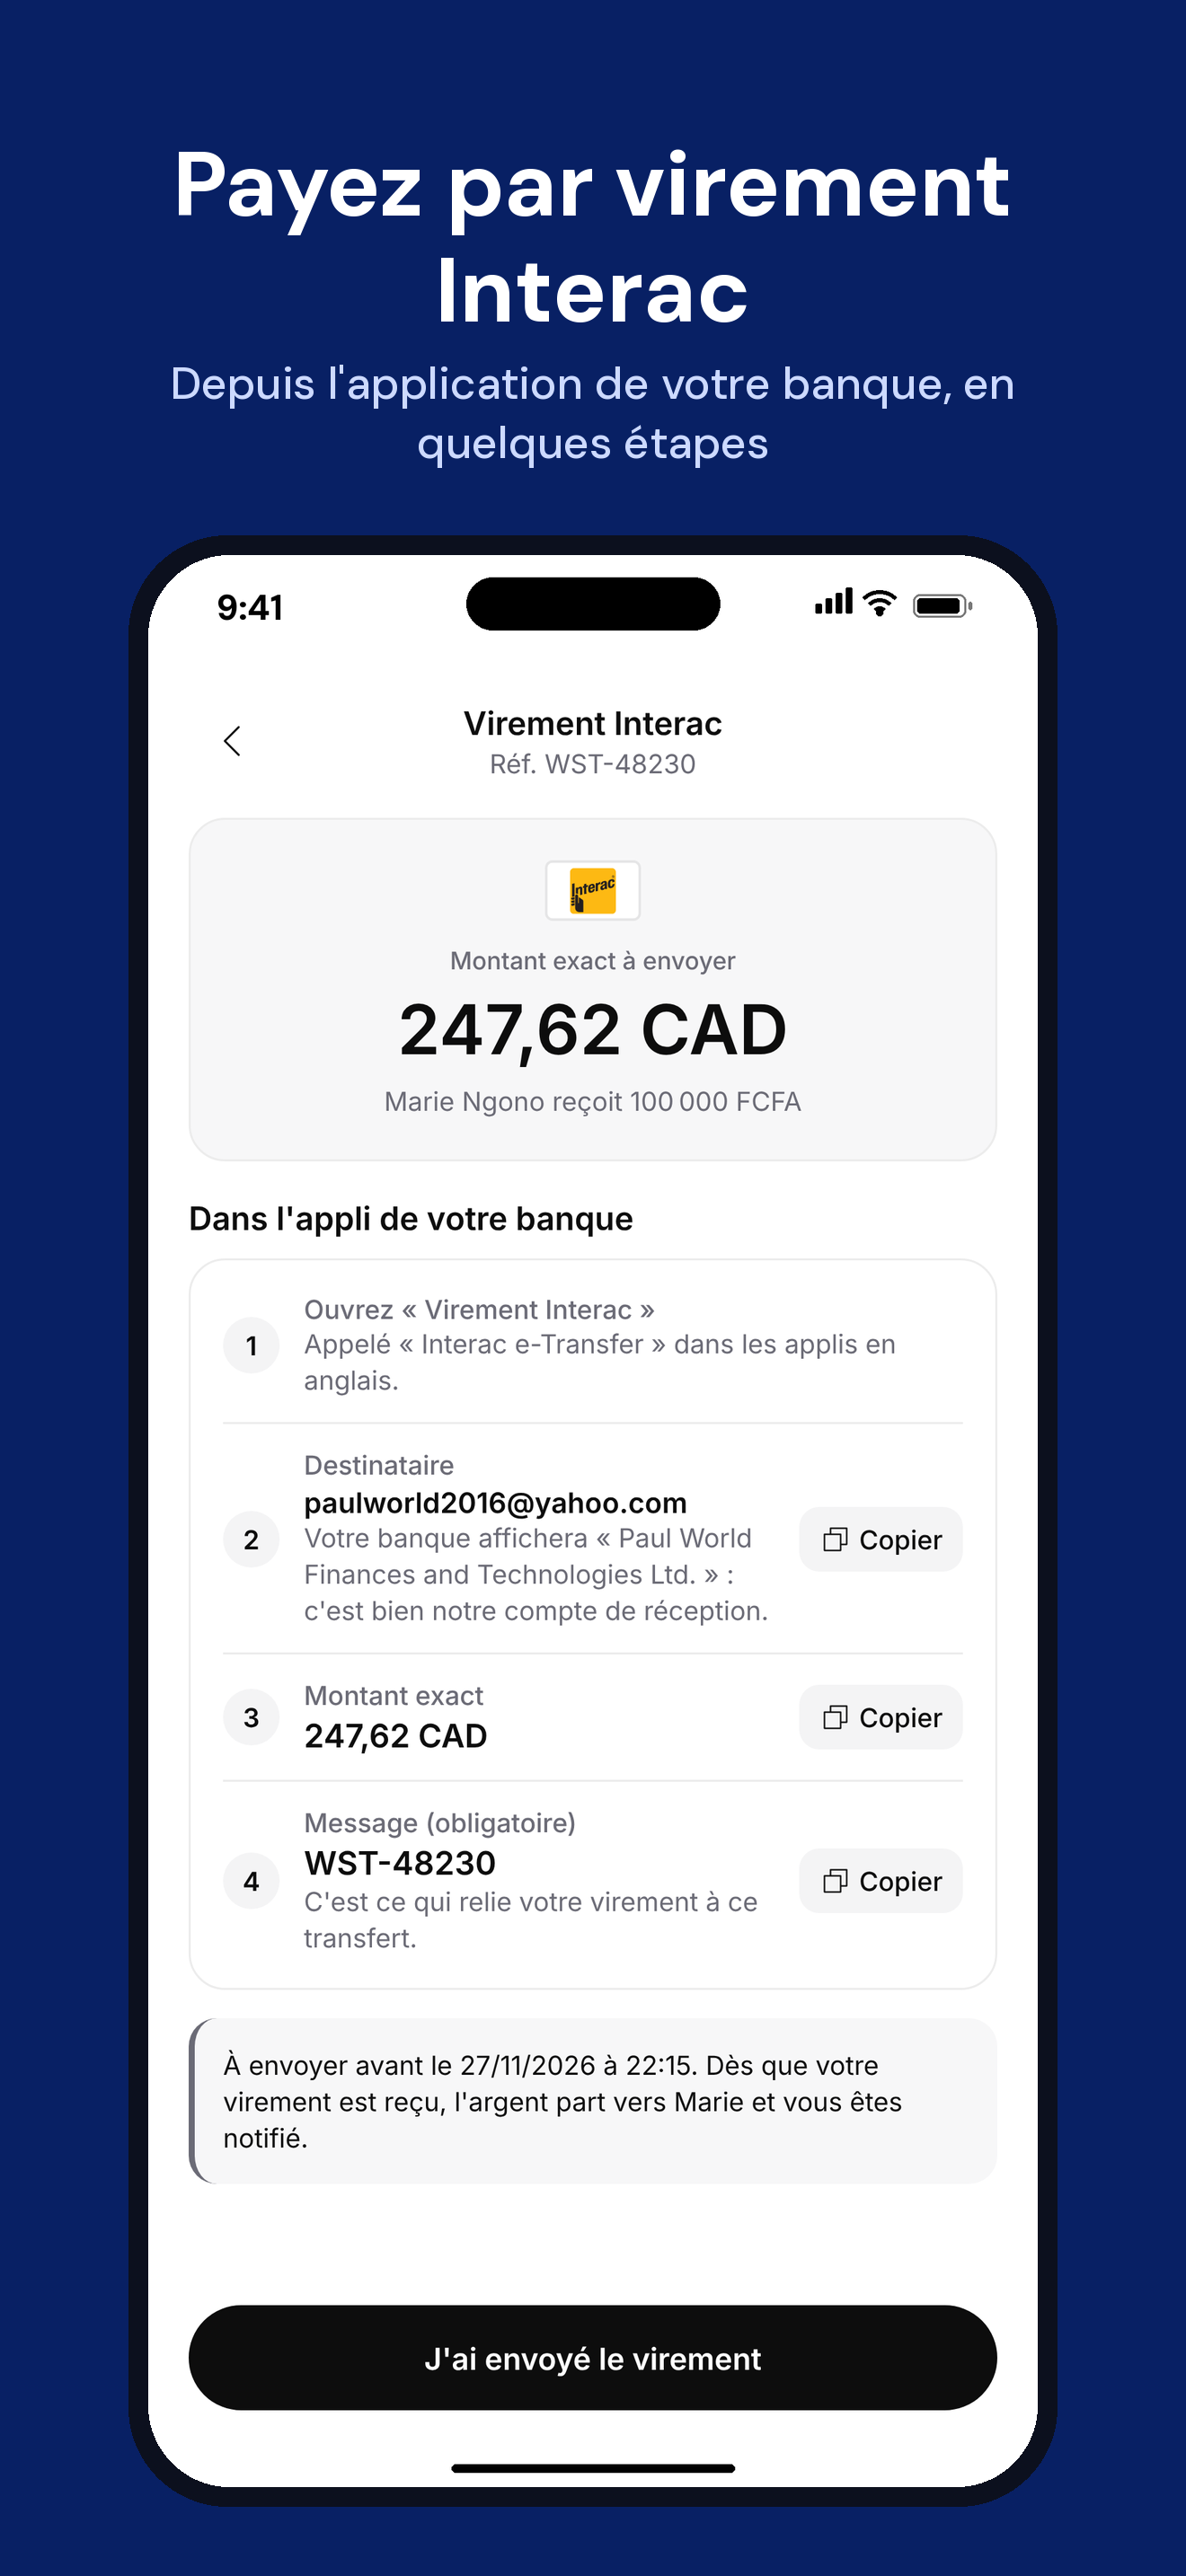 Payez par virement
Interac
Depuis l'application de votre banque, en
quelques étapes
9:41
Virement Interac
Réf. WST-48230
Interac
Montant exact à envoyer
247,62 CAD
Marie Ngono reçoit 100 000 FCFA
Dans l'appli de votre banque
1
Ouvrez « Virement Interac »
Appelé « Interac e-Transfer » dans les applis en
anglais.
2
Destinataire
paulworld2016@yahoo.com
Votre banque affichera « Paul World
Finances and Technologies Ltd. » :
c'est bien notre compte de réception.
Copier
3
Montant exact
247,62 CAD
Copier
4
Message (obligatoire)
WST-48230
C'est ce qui relie votre virement à ce
transfert.
Copier
À envoyer avant le 27/11/2026 à 22:15. Dès que votre
virement est reçu, l'argent part vers Marie et vous êtes
notifié.
J'ai envoyé le virement